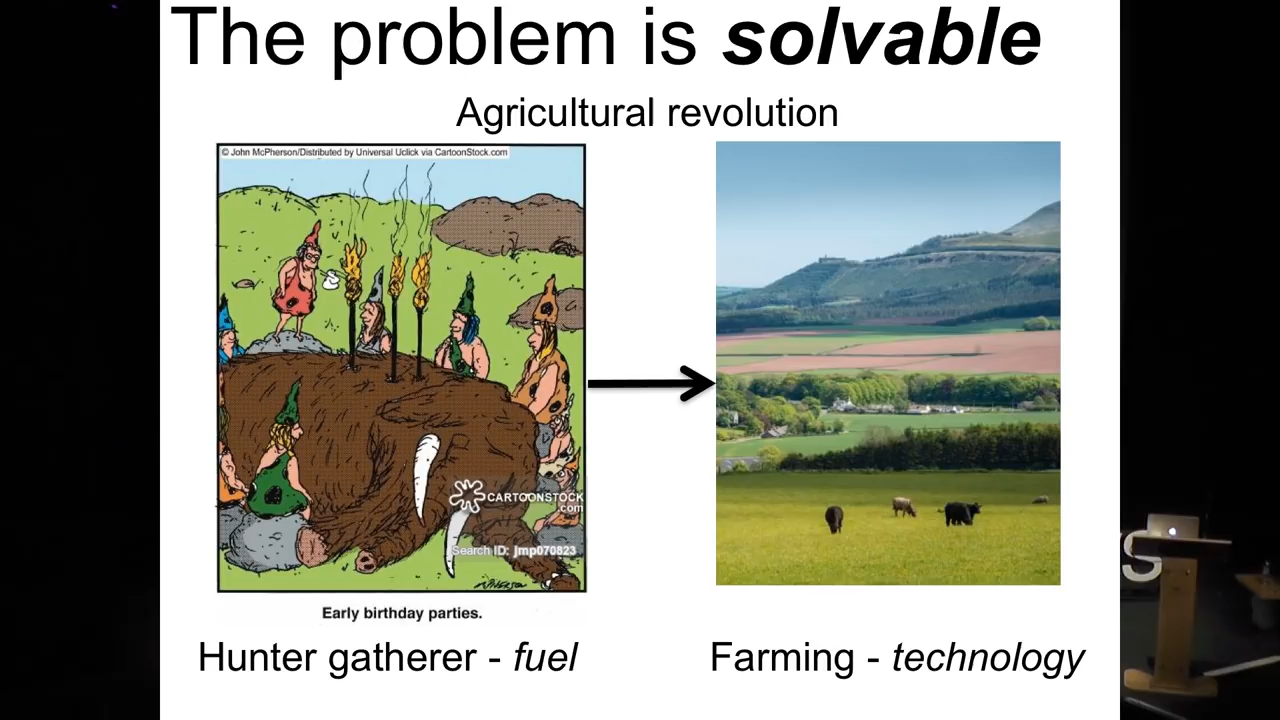 The problem is solvable
Agricultural revolution
© John McPherson/Distributed by Universal Uclick via CartoonStock.com
CARTOONSTOCK
.com
Search ID: jmp070823
Early birthday parties.
Hunter gatherer - fuel
Farming - technology
S